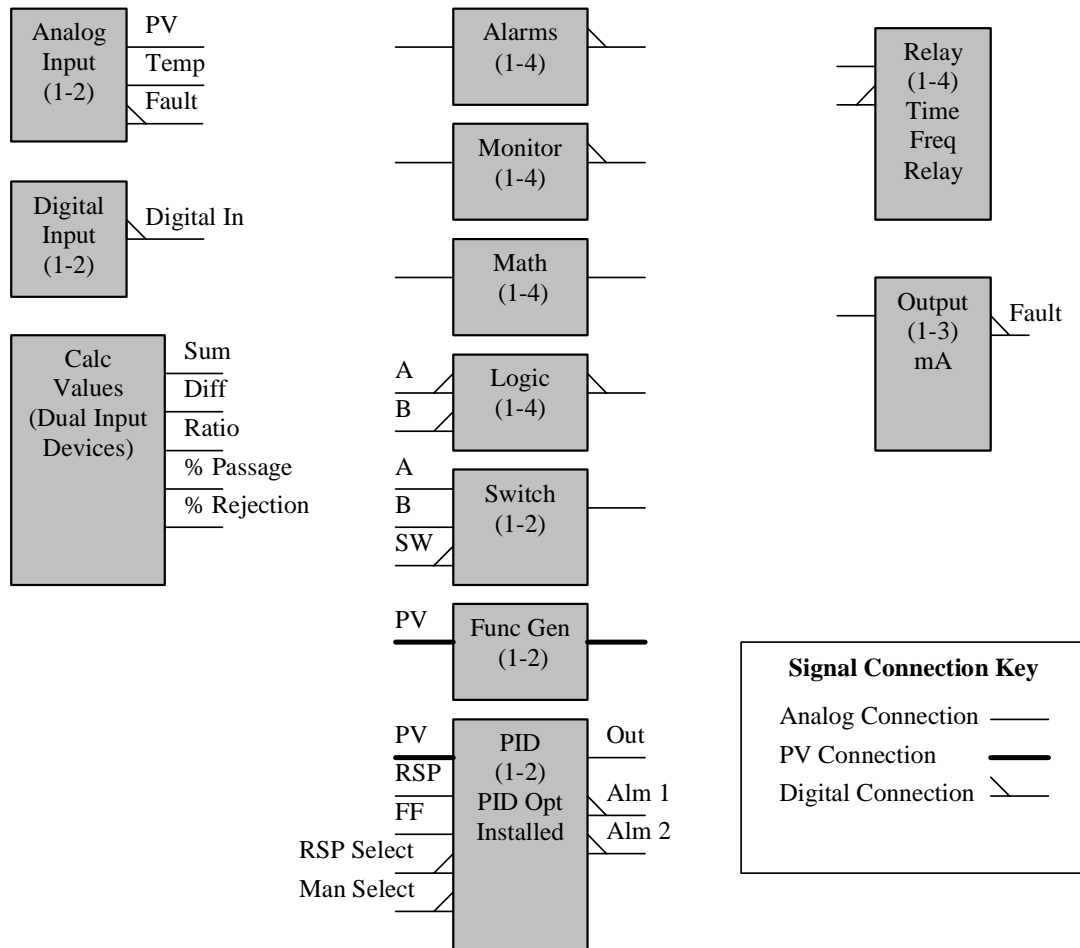 Analog
Input
(1-2)
PV
Temp
Fault
Digital
Input
(1-2)
Digital In
Calc
Values
(Dual Input
Devices)
Sum
Diff
Ratio
% Passage
% Rejection
Alarms
(1-4)
Monitor
(1-4)
Math
(1-4)
A
B
Logic
(1-4)
A
B
SW
Switch
(1-2)
PV
Func Gen
(1-2)
PV
RSP
FF
RSP Select
Man Select
PID
(1-2)
PID Opt
Installed
Out
Alm 1
Alm 2
Relay
(1-4)
Time
Freq
Relay
Output
(1-3)
mA
Fault
Signal Connection Key
Analog Connection
PV Connection
Digital Connection